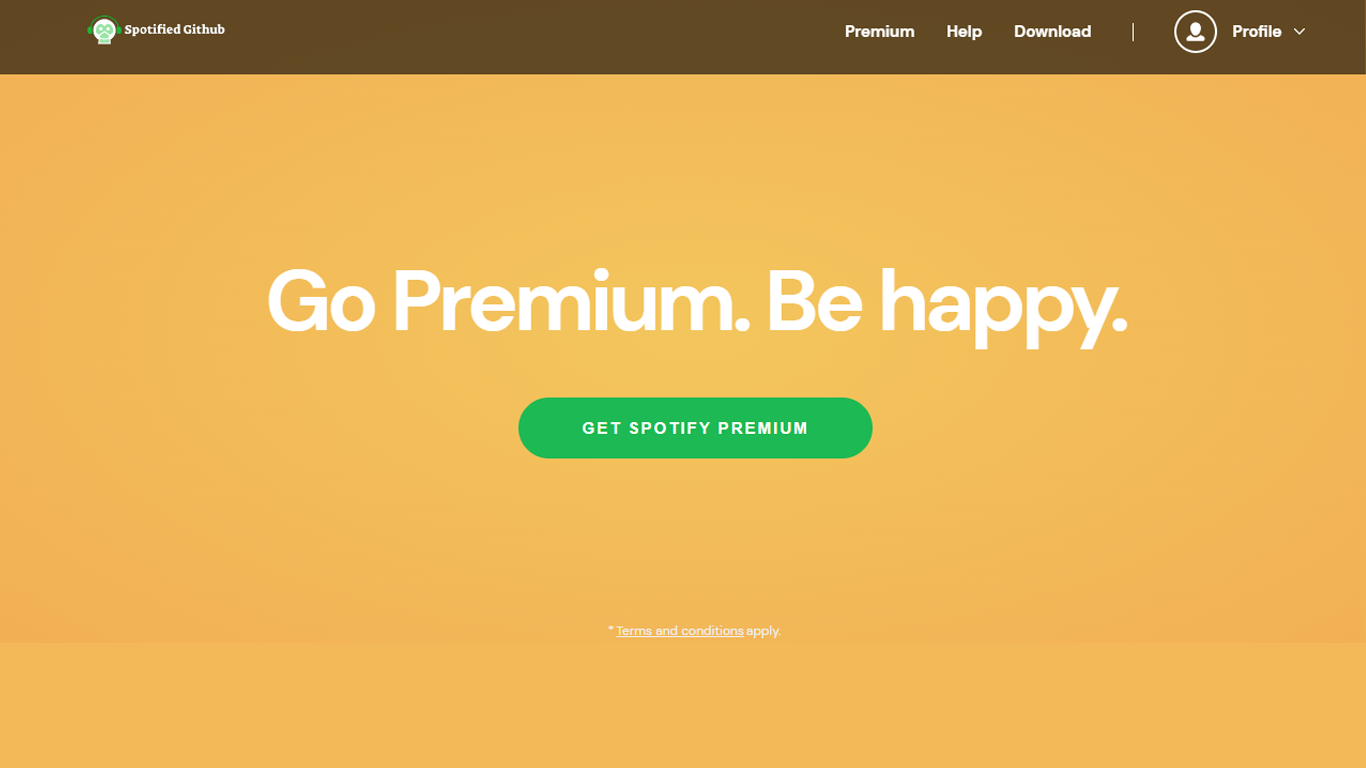 Spotified Github
Premium Help Download | Profile
Go Premium. Be happy.
GET SPOTIFY PREMIUM
* Terms and conditions apply.